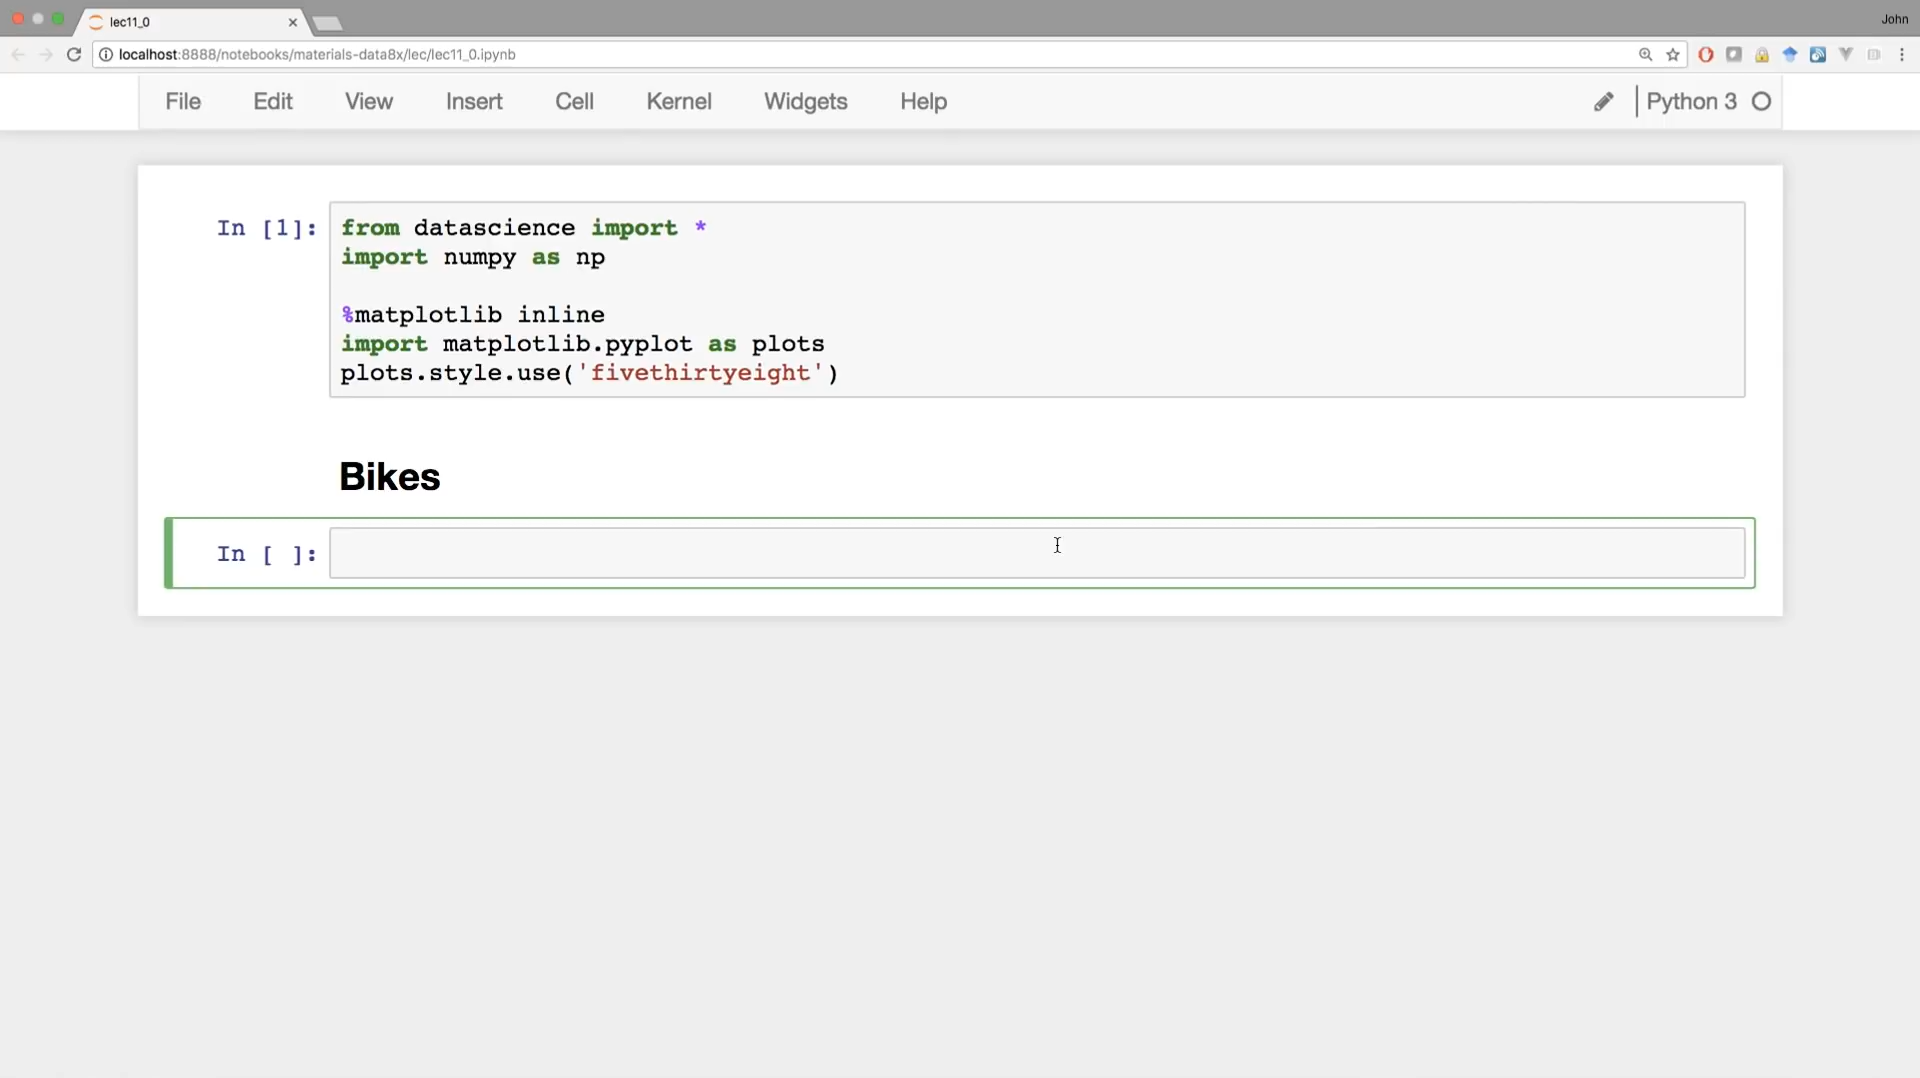 lec11_0
John
localhost:8888/notebooks/materials-data8x/lec/lec11_0.ipynb
File Edit View Insert Cell Kernel Widgets Help Python 3
In [1]: from datascience import *
import numpy as np
%matplotlib inline
import matplotlib.pyplot as plots
plots.style.use('fivethirtyeight')
Bikes
In [ ]: